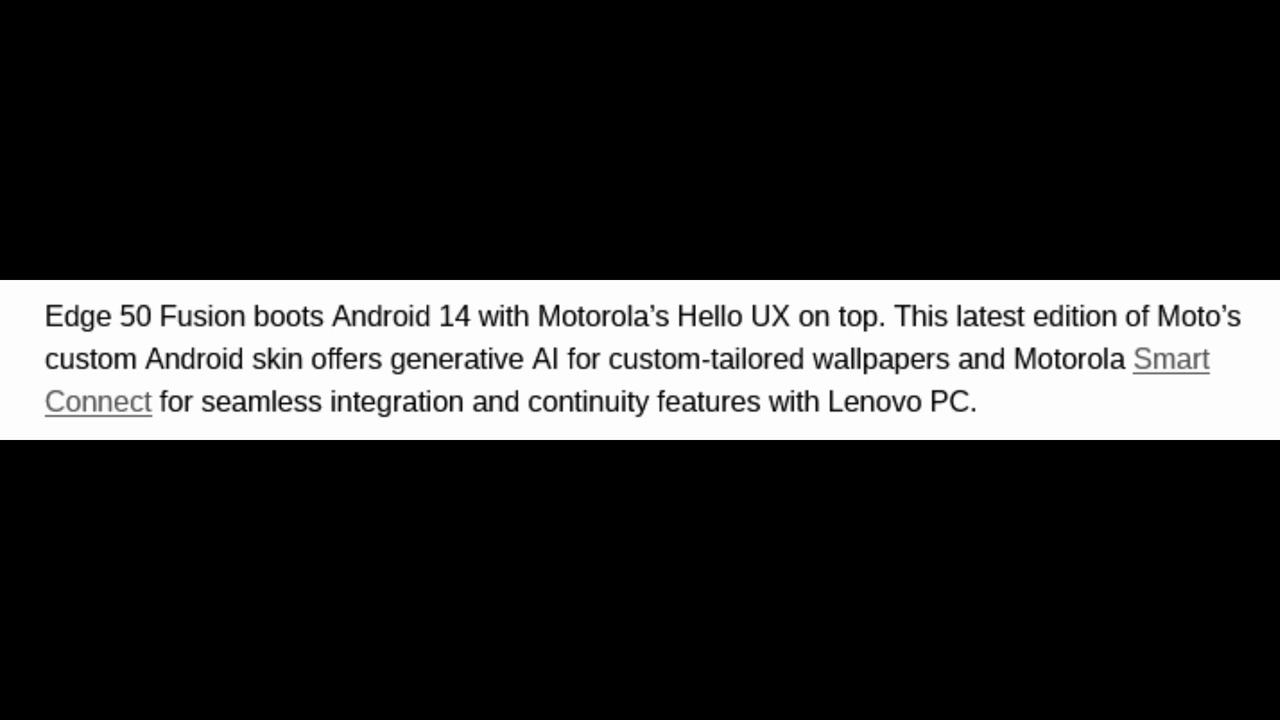 Edge 50 Fusion boots Android 14 with Motorola’s Hello UX on top. This latest edition of Moto’s
custom Android skin offers generative AI for custom-tailored wallpapers and Motorola Smart
Connect for seamless integration and continuity features with Lenovo PC.